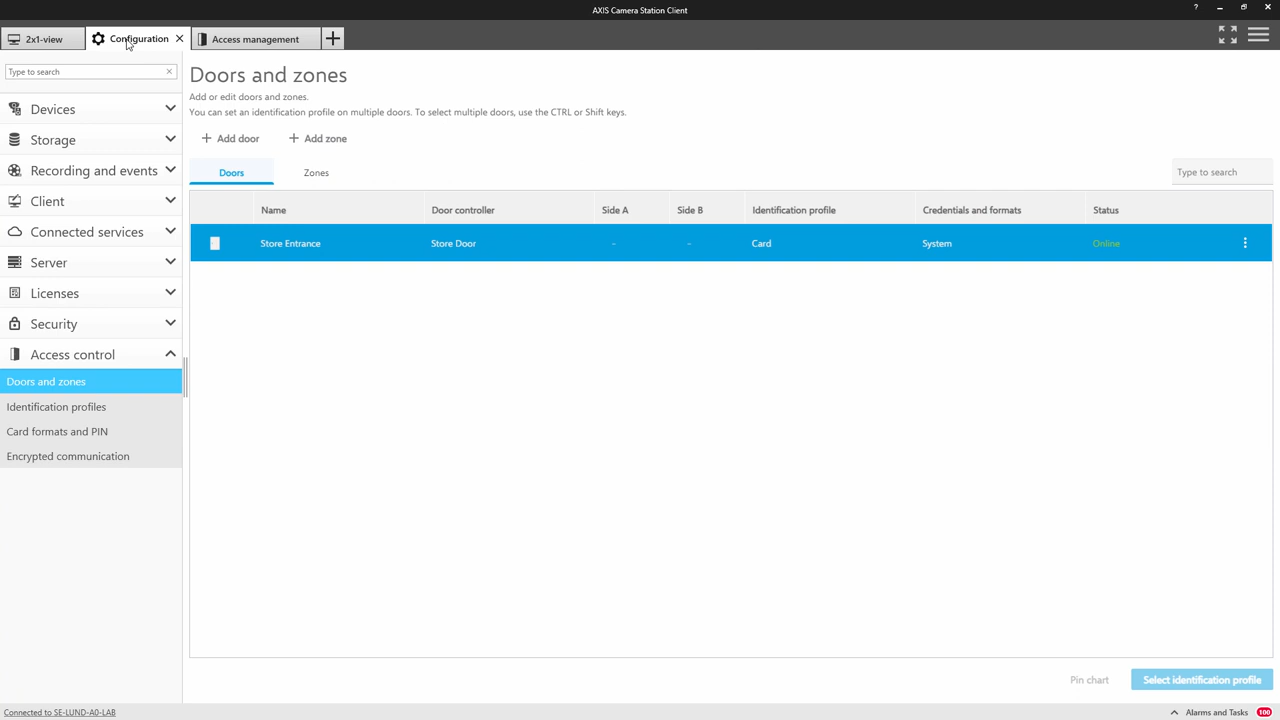 AXIS Camera Station Client
?
2x1-view
Configuration
Access management
Type to search
Devices
Storage
Recording and events
Client
Connected services
Server
Licenses
Security
Access control
Doors and zones
Identification profiles
Card formats and PIN
Encrypted communication
Doors and zones
Add or edit doors and zones.
You can set an identification profile on multiple doors. To select multiple doors, use the CTRL or Shift keys.
Add door
Add zone
Doors
Zones
Type to search
Name
Door controller
Side A
Side B
Identification profile
Credentials and formats
Status
Store Entrance
Store Door
-
-
Card
System
Online
Pin chart
Select identification profile
Connected to SE-LUND-A0-LAB
Alarms and Tasks
100